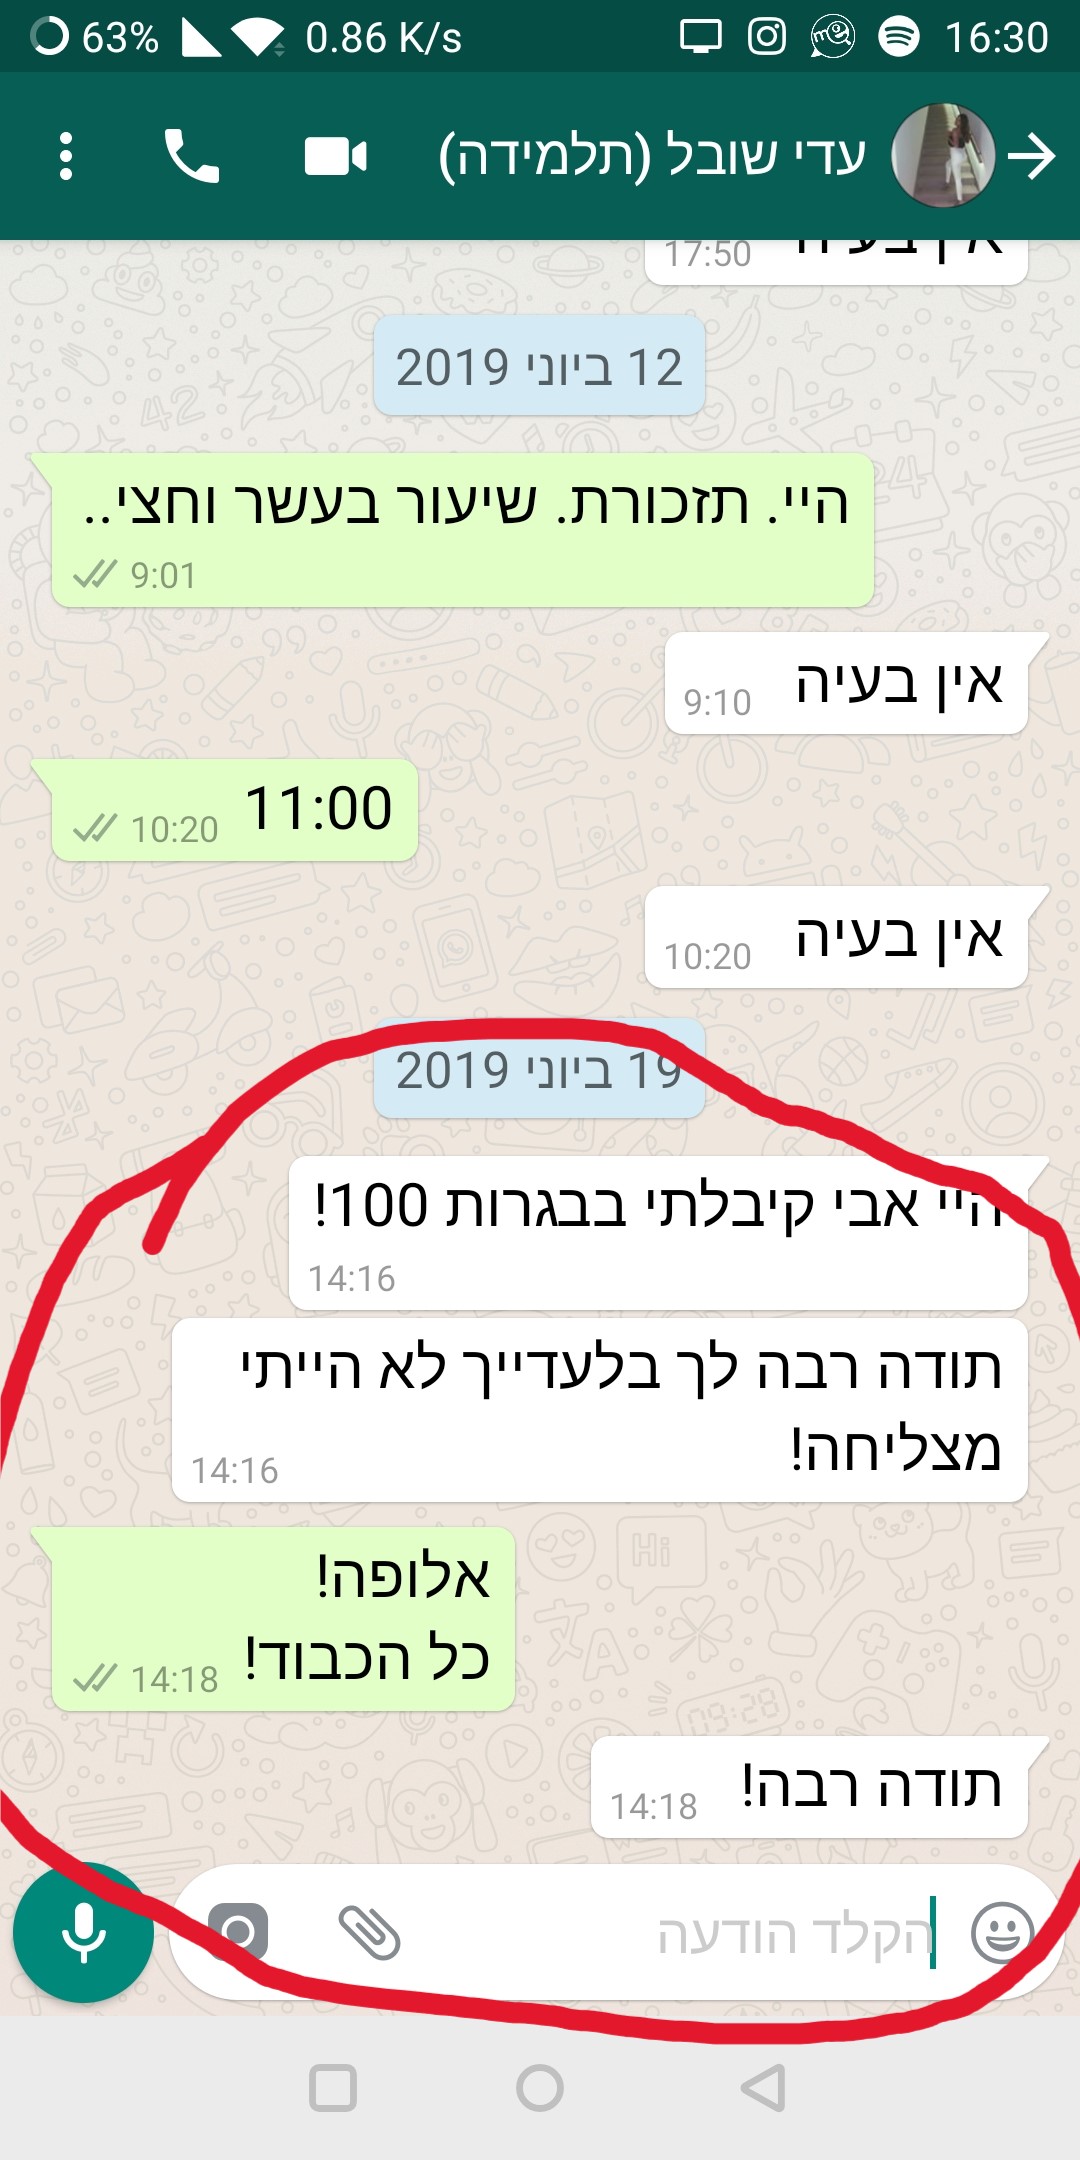 63% 0.86 K/s 16:30
עדי שובל (תלמידה)
אין בעיה 17:50
12 ביוני 2019
היי. תזכורת. שיעור בעשר וחצי..
9:01
אין בעיה 9:10
11:00 10:20
אין בעיה 10:20
19 ביוני 2019
היי אבי קיבלתי בבגרות 100!
14:16
תודה רבה לך בלעדייך לא הייתי
מצליחה! 14:16
אלופה!
כל הכבוד! 14:18
תודה רבה! 14:18
הקלד הודעה